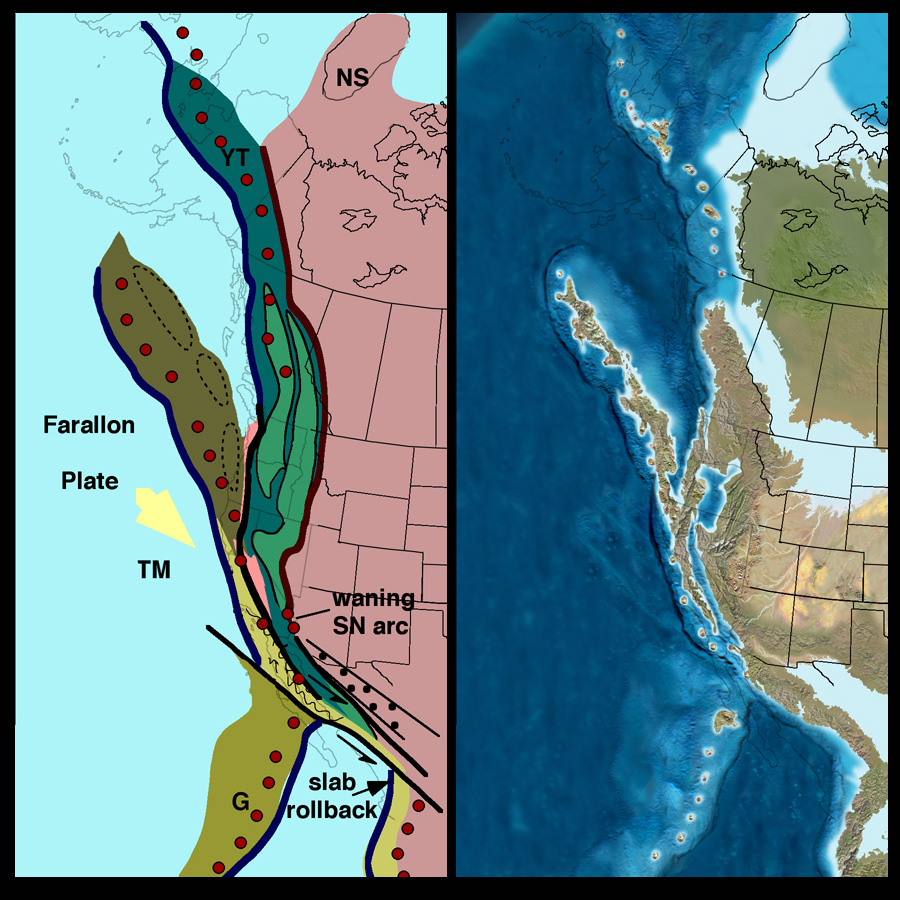 NS
YT
Farallon
Plate
TM
waning
SN arc
slab
rollback
G